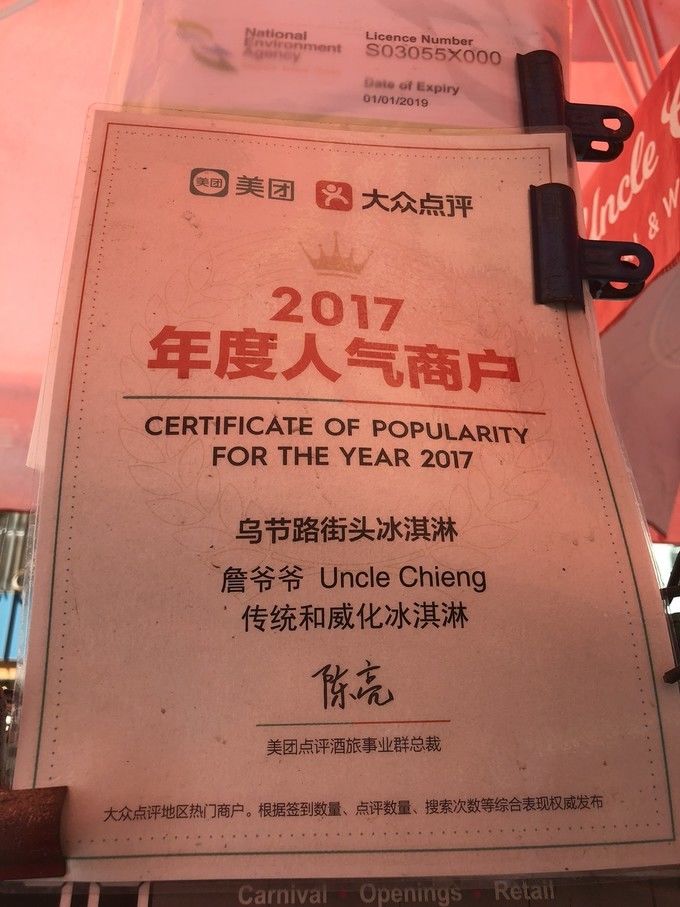 National
Environment
Agency
Licence Number
S03055X000
Date of Expiry
01/01/2019
Uncle
& W
美团 美团 大众点评
2017
年度人气商户
CERTIFICATE OF POPULARITY
FOR THE YEAR 2017
乌节路街头冰淇淋
詹爷爷 Uncle Chieng
传统和威化冰淇淋
陈亮
美团点评酒旅事业群总裁
大众点评地区热门商户。根据签到数量、点评数量、搜索次数等综合表现权威发布
Carnival · Openings · Retail